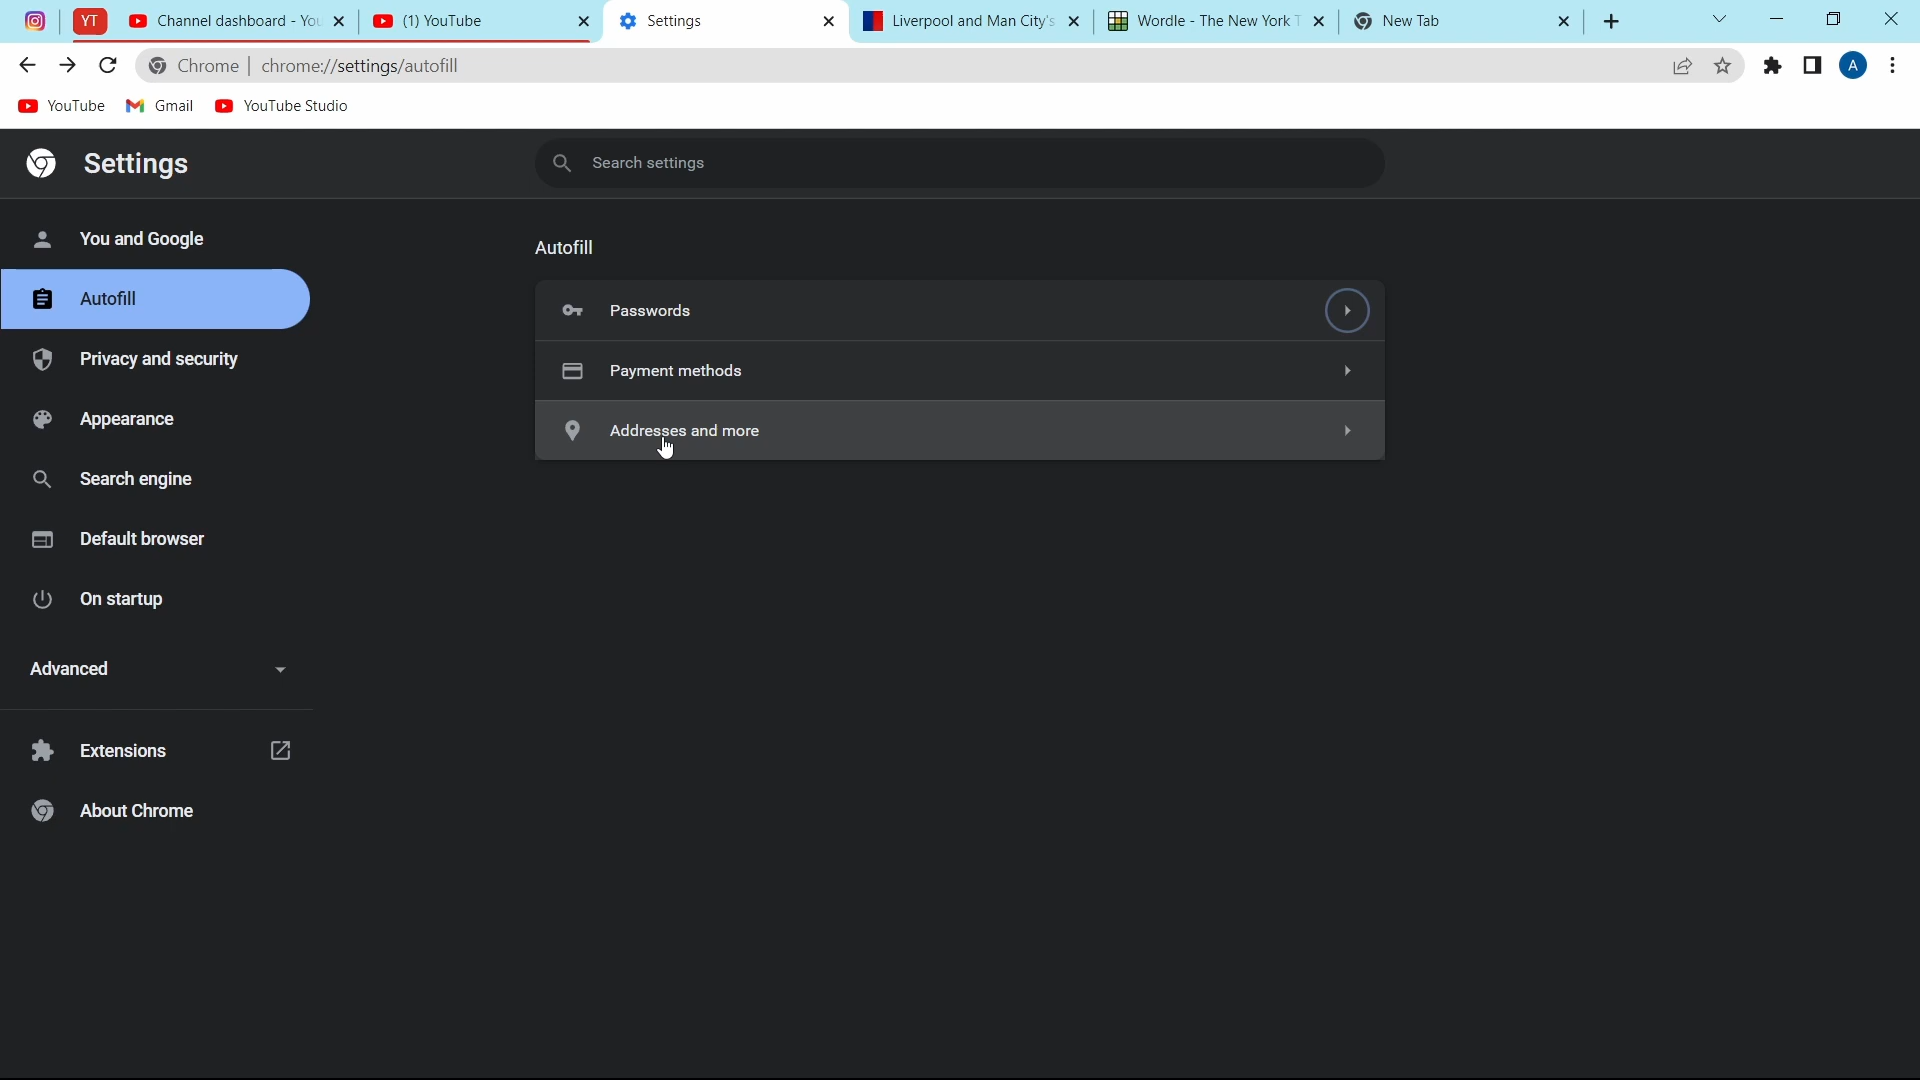 YT
Channel dashboard - You
(1) YouTube
Settings
Liverpool and Man City's
Wordle - The New York T
New Tab
Chrome | chrome://settings/autofill
A
YouTube
Gmail
YouTube Studio
Settings
Search settings
You and Google
Autofill
Privacy and security
Appearance
Search engine
Default browser
On startup
Advanced
Extensions
About Chrome
Autofill
Passwords
Payment methods
Addresses and more